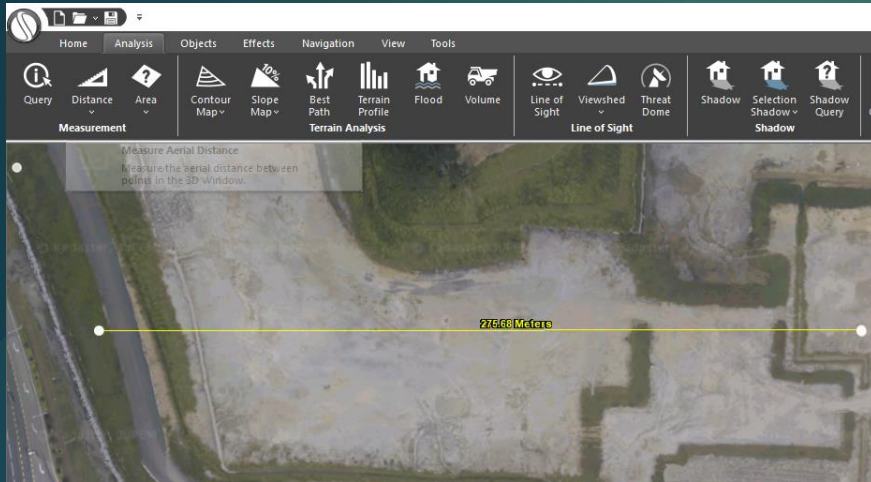 Home Analysis Objects Effects Navigation View Tools
Query Distance Area Contour Map Slope Map Best Path Terrain Profile Flood Volume Line of Sight Viewshed Threat Dome Shadow Selection Shadow Shadow Query
10%
Measurement Terrain Analysis Line of Sight Shadow
Measure Aerial Distance
Measure the aerial distance between
points in the 3D Window.
275.68 Meters